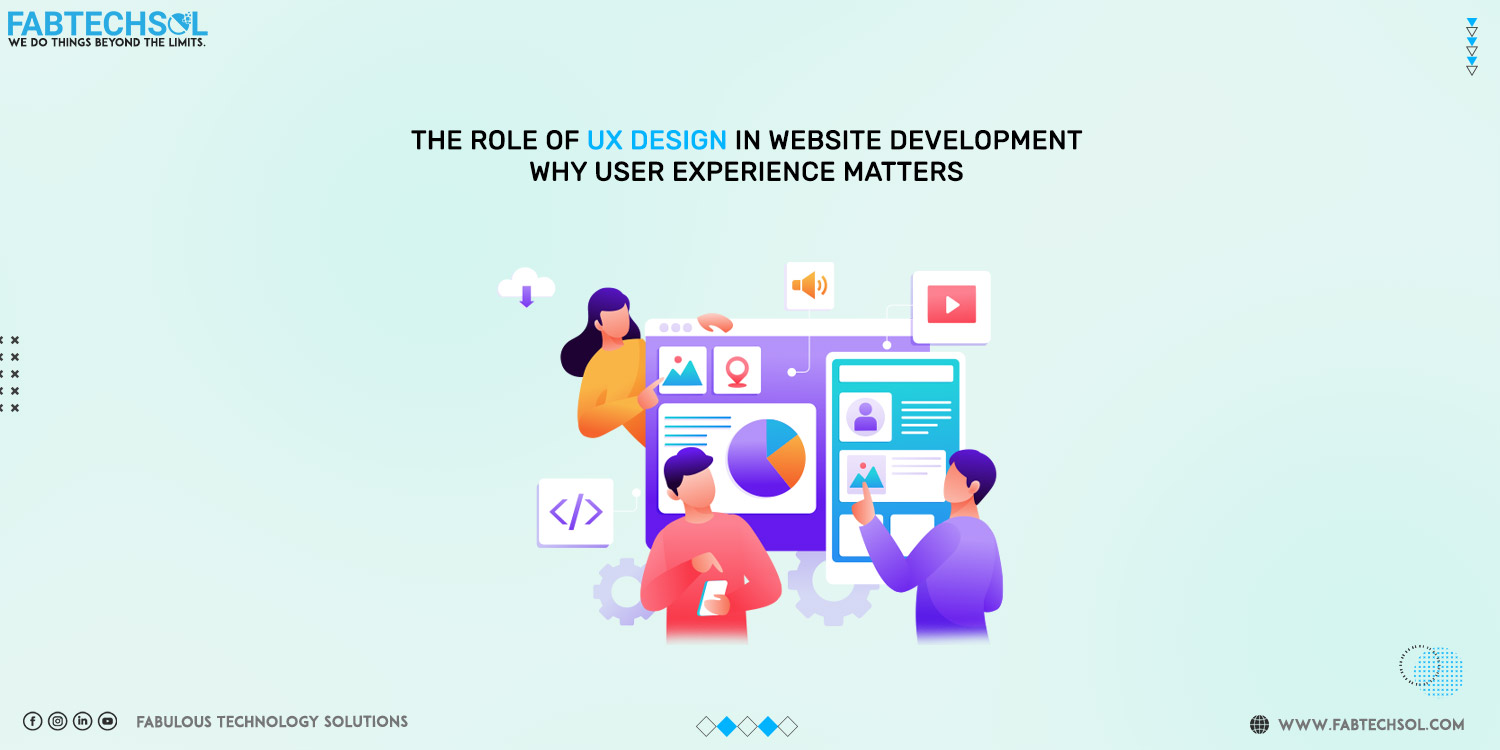 FABTECHSOL
WE DO THINGS BEYOND THE LIMITS.
THE ROLE OF UX DESIGN IN WEBSITE DEVELOPMENT
WHY USER EXPERIENCE MATTERS
</>
FABULOUS TECHNOLOGY SOLUTIONS
WWW.FABTECHSOL.COM